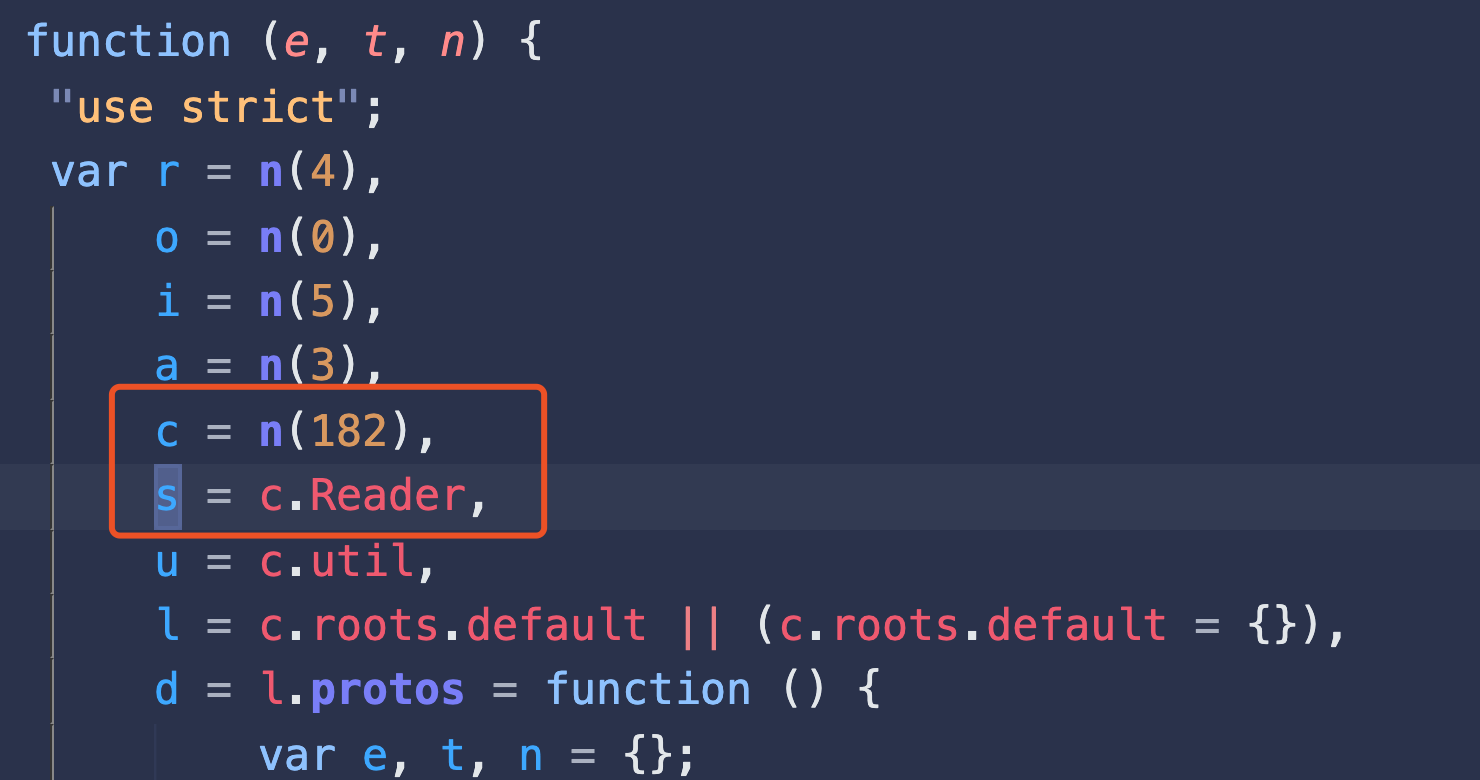 function (e, t, n) {
"use strict";
var r = n(4),
o = n(0),
i = n(5),
a = n(3),
c = n(182),
s = c.Reader,
u = c.util,
l = c.roots.default || (c.roots.default = {}),
d = l.protos = function () {
var e, t, n = {};